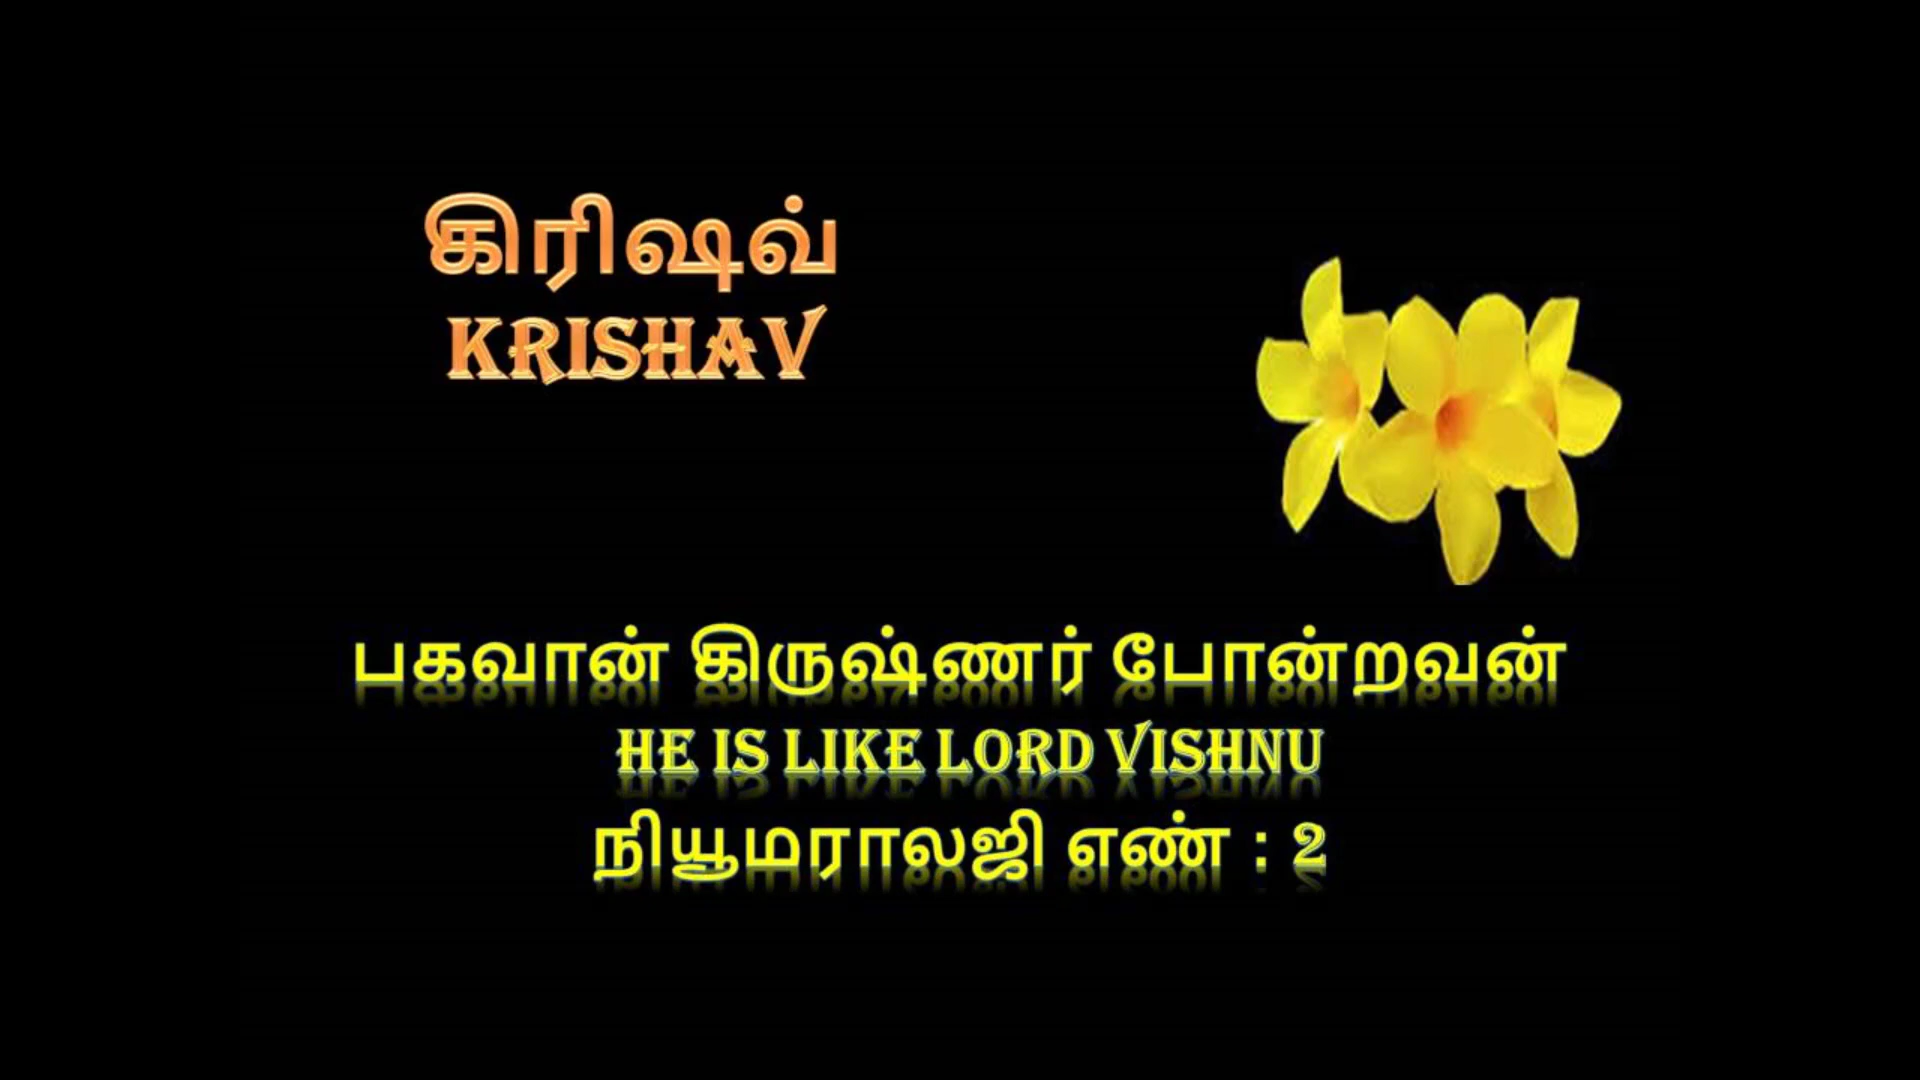 கிரிஷவ்
KRISHAV
பகவான் கிருஷ்ணர் போன்றவன்
HE IS LIKE LORD VISHNU
நியூமராலஜி எண் : 2